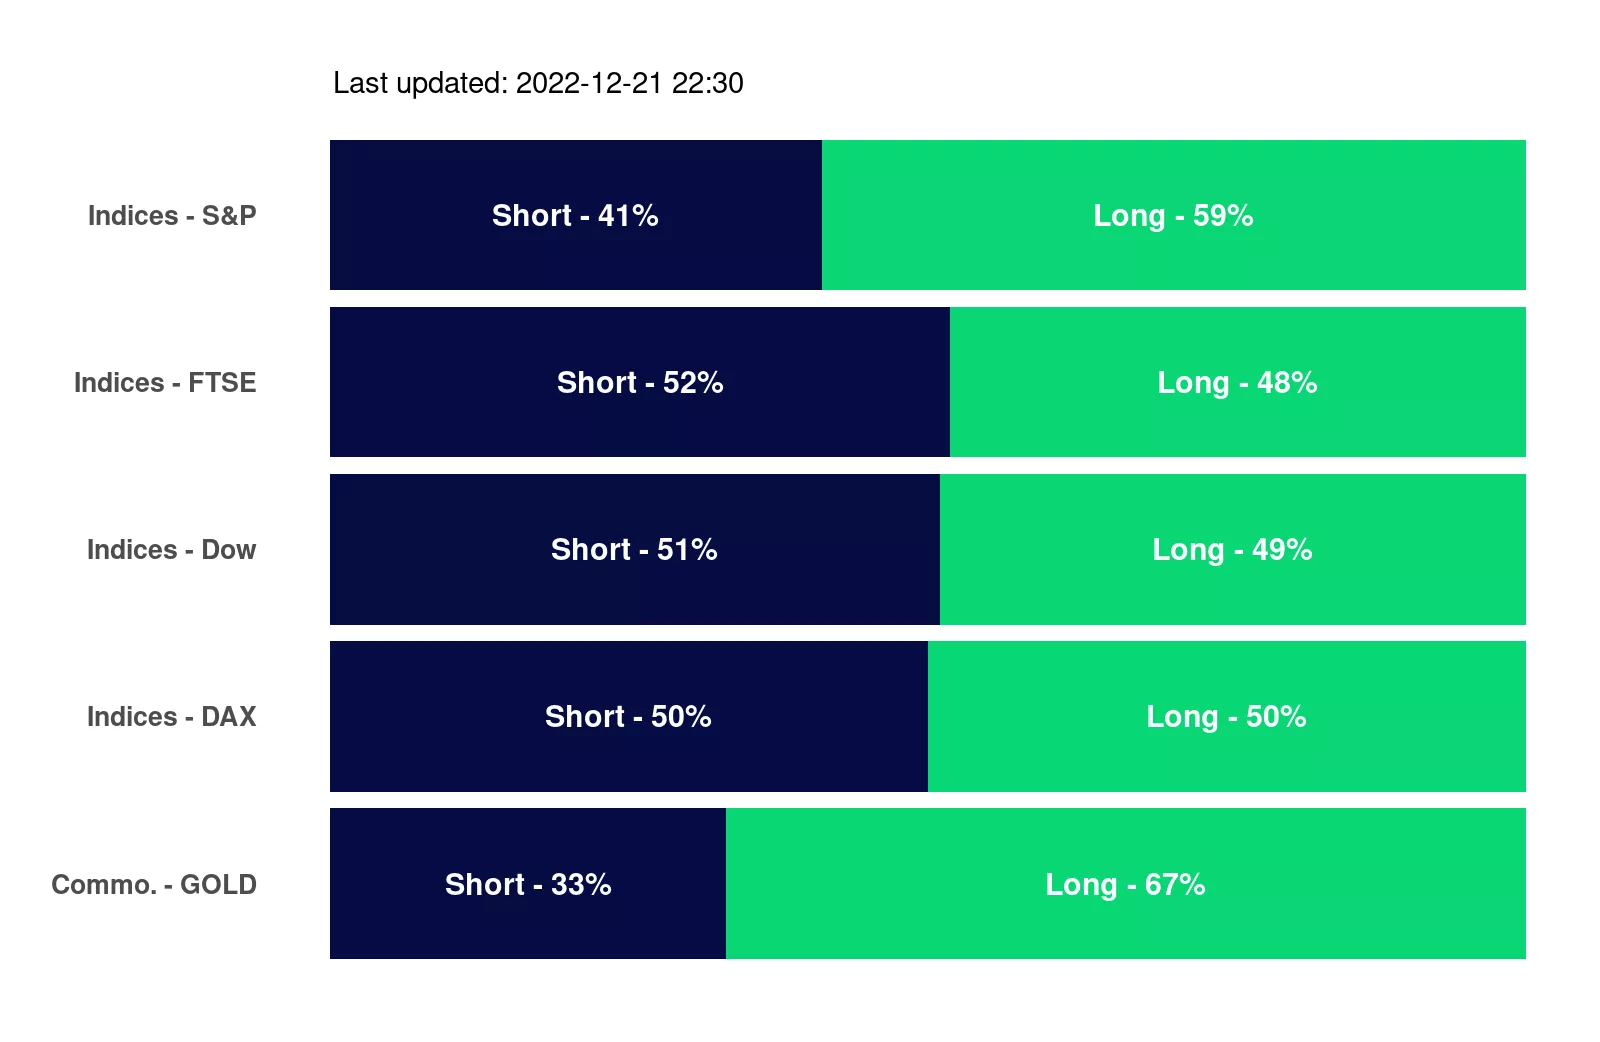 Last updated: 2022-12-21 22:30
Indices - S&P Short - 41% Long - 59%
Indices - FTSE Short - 52% Long - 48%
Indices - Dow Short - 51% Long - 49%
Indices - DAX Short - 50% Long - 50%
Commo. - GOLD Short - 33% Long - 67%